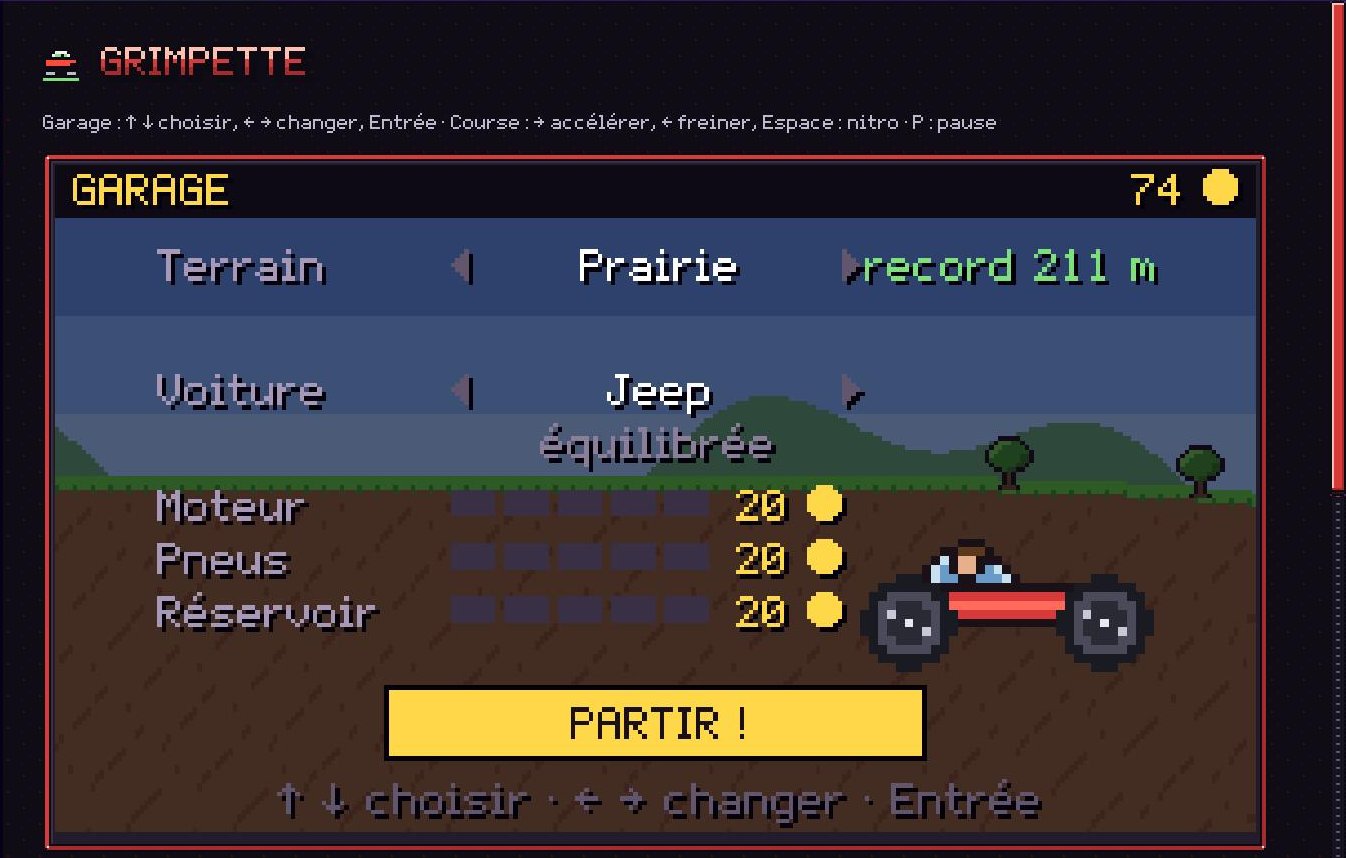 GRIMPETTE
Garage : ↑ ↓ choisir, ← → changer, Entrée · Course : → accélérer, ← freiner, Espace : nitro · P : pause
GARAGE 74
Terrain Prairie record 211 m
Voiture Jeep
équilibrée
Moteur 20
Pneus 20
Réservoir 20
PARTIR !
↑ ↓ choisir · ← → changer · Entrée